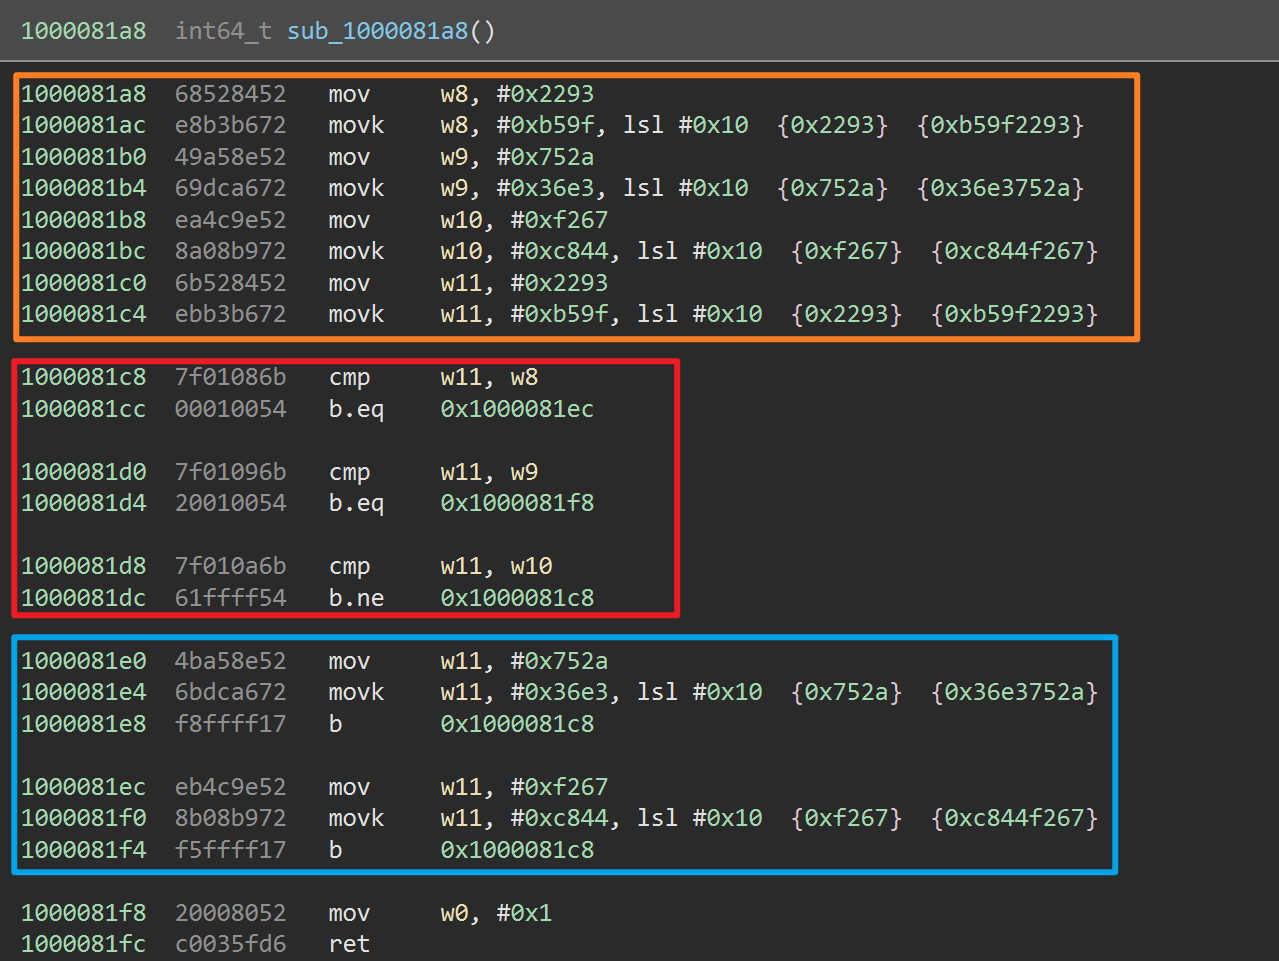 1000081a8 int64_t sub_1000081a8()
1000081a8 68528452 mov w8, #0x2293
1000081ac e8b3b672 movk w8, #0xb59f, lsl #0x10 {0x2293} {0xb59f2293}
1000081b0 49a58e52 mov w9, #0x752a
1000081b4 69dca672 movk w9, #0x36e3, lsl #0x10 {0x752a} {0x36e3752a}
1000081b8 ea4c9e52 mov w10, #0xf267
1000081bc 8a08b972 movk w10, #0xc844, lsl #0x10 {0xf267} {0xc844f267}
1000081c0 6b528452 mov w11, #0x2293
1000081c4 ebb3b672 movk w11, #0xb59f, lsl #0x10 {0x2293} {0xb59f2293}
1000081c8 7f01086b cmp w11, w8
1000081cc 00010054 b.eq 0x1000081ec
1000081d0 7f01096b cmp w11, w9
1000081d4 20010054 b.eq 0x1000081f8
1000081d8 7f010a6b cmp w11, w10
1000081dc 61ffff54 b.ne 0x1000081c8
1000081e0 4ba58e52 mov w11, #0x752a
1000081e4 6bdca672 movk w11, #0x36e3, lsl #0x10 {0x752a} {0x36e3752a}
1000081e8 f8ffff17 b 0x1000081c8
1000081ec eb4c9e52 mov w11, #0xf267
1000081f0 8b08b972 movk w11, #0xc844, lsl #0x10 {0xf267} {0xc844f267}
1000081f4 f5ffff17 b 0x1000081c8
1000081f8 20008052 mov w0, #0x1
1000081fc c0035fd6 ret